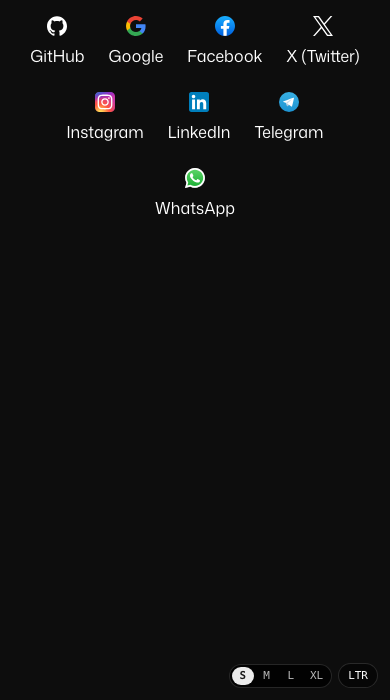 GitHub Google Facebook X (Twitter)
Instagram LinkedIn Telegram
WhatsApp
S M L XL LTR